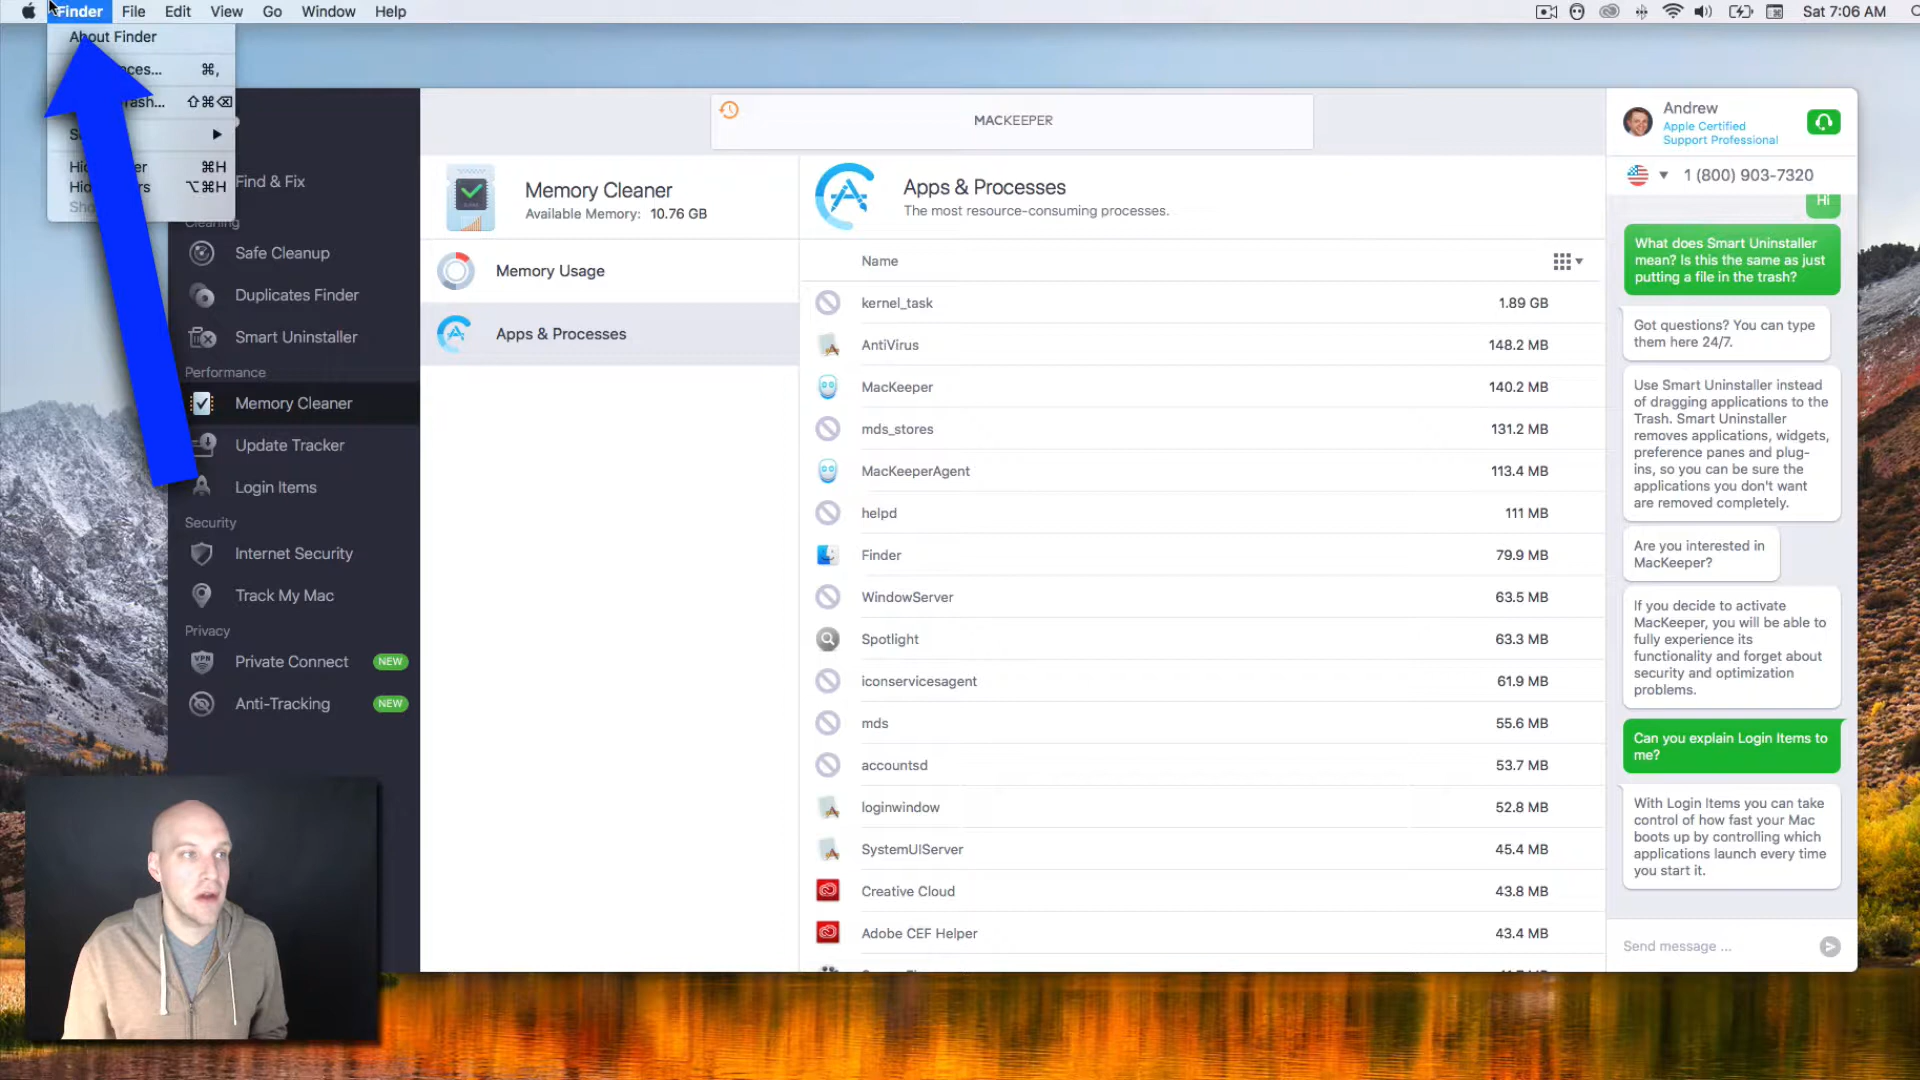 Finder File Edit View Go Window Help
Sat 7:06 AM
About Finder
⌘,
⇧⌘⌫
⌘H
⌥⌘H
Find & Fix
Cleaning
Safe Cleanup
Duplicates Finder
Smart Uninstaller
Performance
Memory Cleaner
Update Tracker
Login Items
Security
Internet Security
Track My Mac
Privacy
Private Connect NEW
Anti-Tracking NEW
MACKEEPER
Memory Cleaner
Available Memory: 10.76 GB
Memory Usage
Apps & Processes
Apps & Processes
The most resource-consuming processes.
Name
kernel_task 1.89 GB
AntiVirus 148.2 MB
MacKeeper 140.2 MB
mds_stores 131.2 MB
MacKeeperAgent 113.4 MB
helpd 111 MB
Finder 79.9 MB
WindowServer 63.5 MB
Spotlight 63.3 MB
iconservicesagent 61.9 MB
mds 55.6 MB
accountsd 53.7 MB
loginwindow 52.8 MB
SystemUIServer 45.4 MB
Creative Cloud 43.8 MB
Adobe CEF Helper 43.4 MB
Andrew
Apple Certified
Support Professional
1 (800) 903-7320
Hi
What does Smart Uninstaller
mean? Is this the same as just
putting a file in the trash?
Got questions? You can type
them here 24/7.
Use Smart Uninstaller instead
of dragging applications to the
Trash. Smart Uninstaller
removes applications, widgets,
preference panes and plug-
ins, so you can be sure the
applications you don't want
are removed completely.
Are you interested in
MacKeeper?
If you decide to activate
MacKeeper, you will be able to
fully experience its
functionality and forget about
security and optimization
problems.
Can you explain Login Items to
me?
With Login Items you can take
control of how fast your Mac
boots up by controlling which
applications launch every time
you start it.
Send message ...